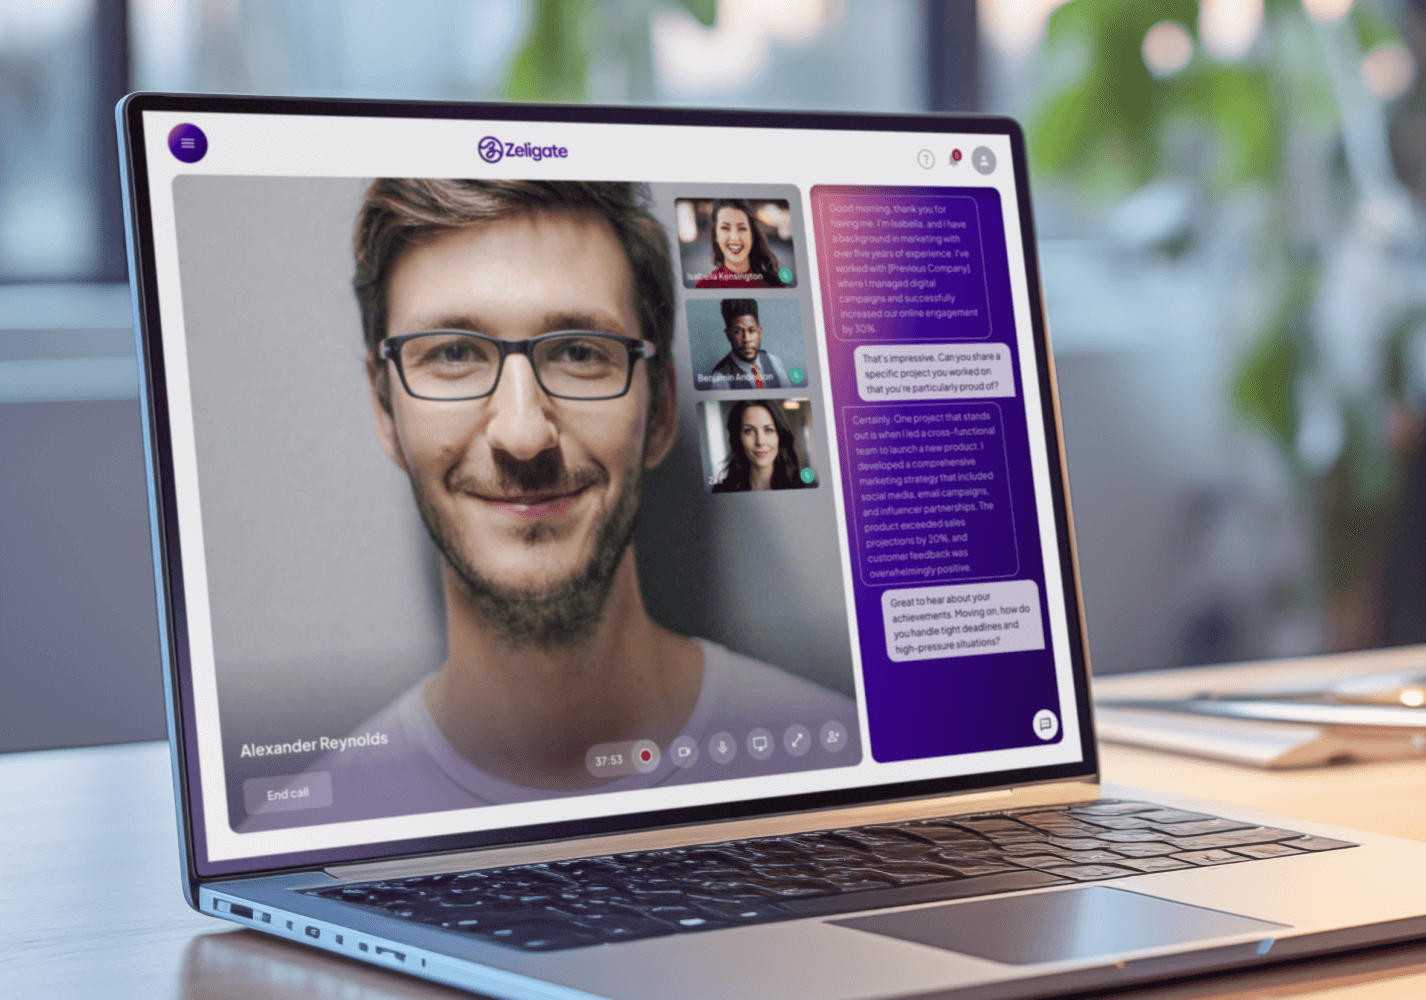 Zeligate
?
6
Isabella Kensington
Benjamin Anderson
Zeli
Alexander Reynolds
End call
37:53
Good morning, thank you for
having me. I'm Isabella, and I have
a background in marketing with
over five years of experience. I've
worked with [Previous Company]
where I managed digital
campaigns and successfully
increased our online engagement
by 30%.
That's impressive. Can you share a
specific project you worked on
that you're particularly proud of?
Certainly. One project that stands
out is when I led a cross-functional
team to launch a new product. I
developed a comprehensive
marketing strategy that included
social media, email campaigns,
and influencer partnerships. The
product exceeded sales
projections by 20%, and
customer feedback was
overwhelmingly positive.
Great to hear about your
achievements. Moving on, how do
you handle tight deadlines and
high-pressure situations?